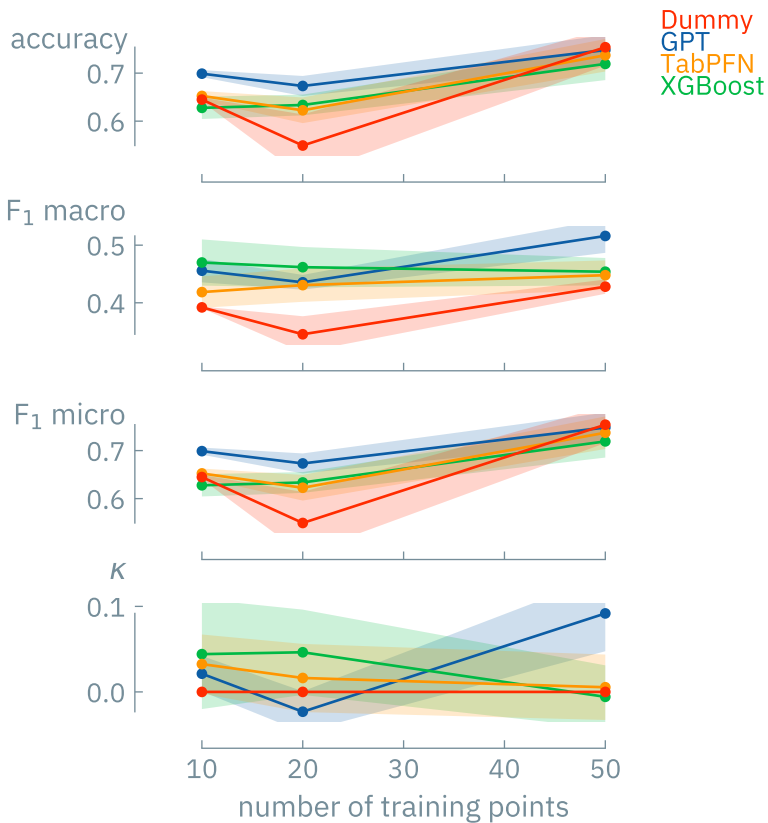 Dummy
GPT
TabPFN
XGBoost
accuracy
0.7
0.6
F₁ macro
0.5
0.4
F₁ micro
0.7
0.6
κ
0.1
0.0
10 20 30 40 50
number of training points